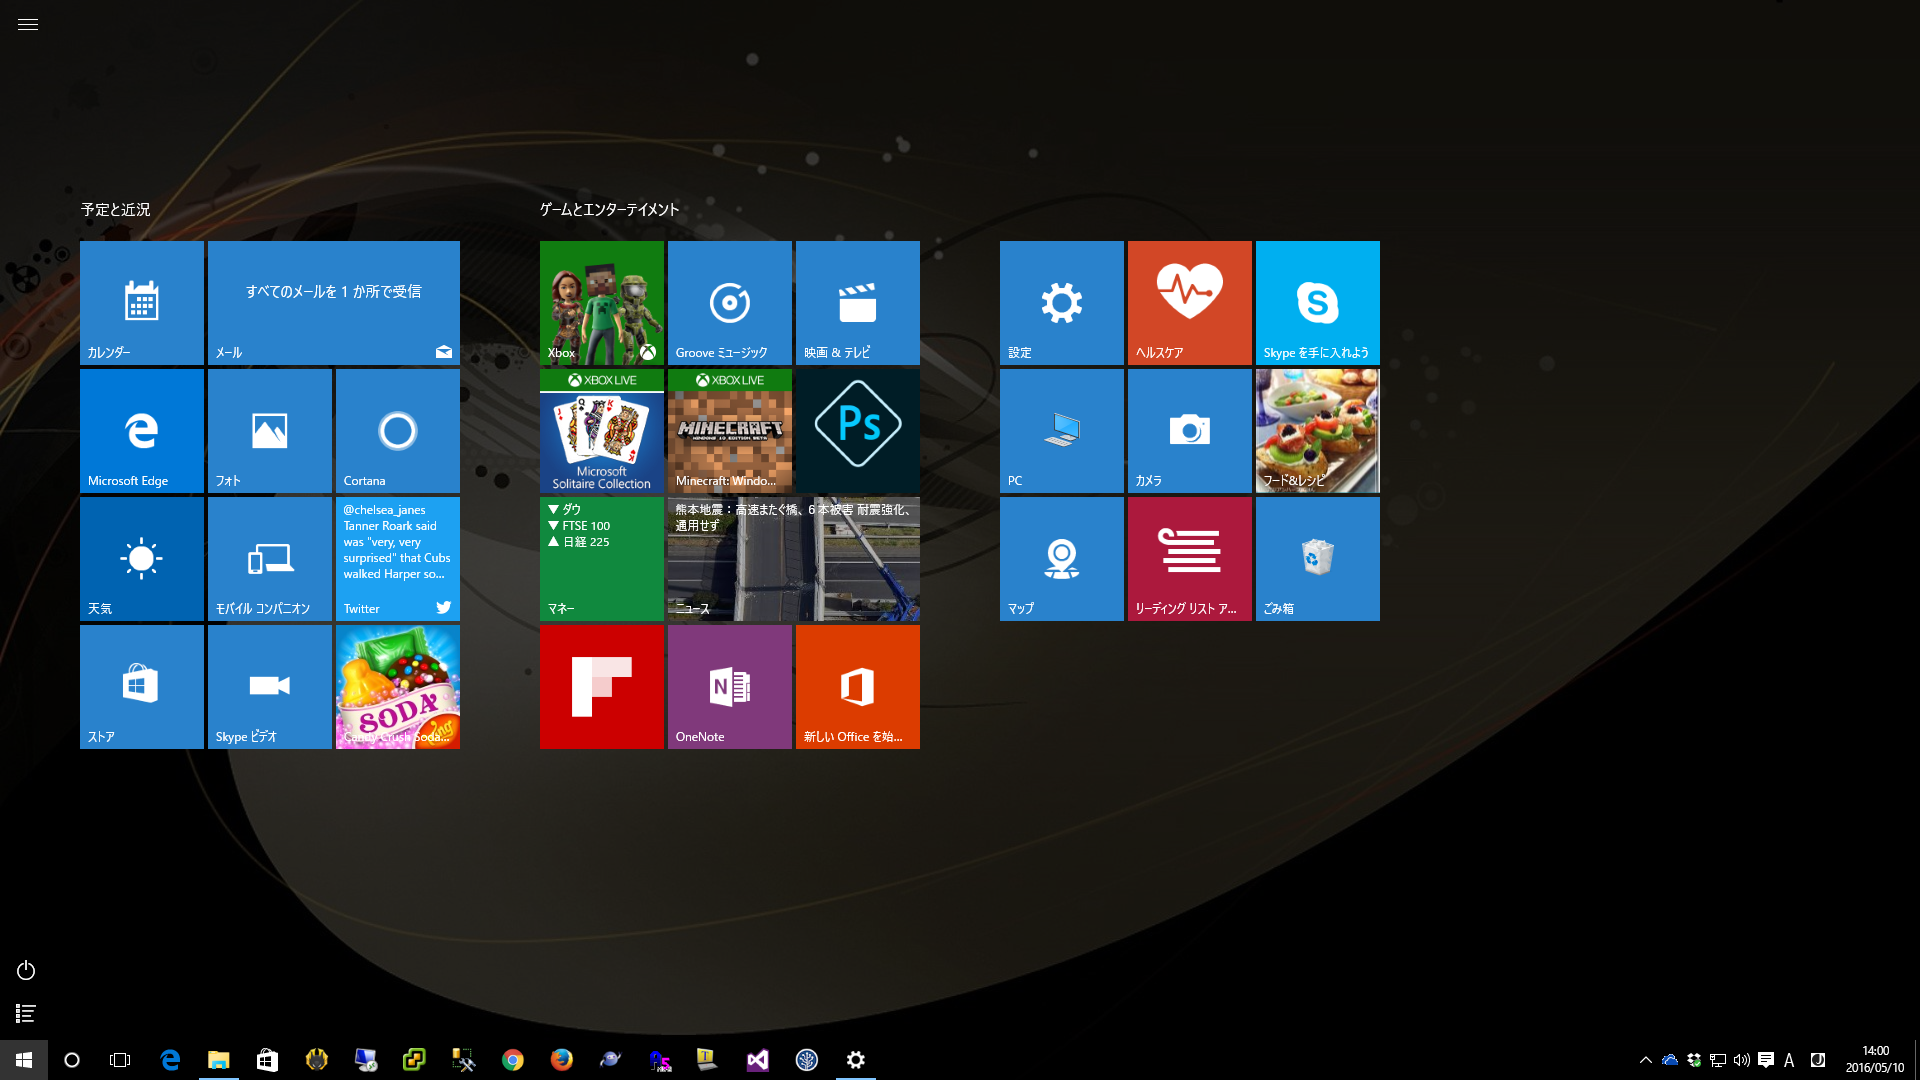 予定と近況
カレンダー
すべてのメールを 1 か所で受信
メール
Microsoft Edge
フォト
Cortana
天気
モバイル コンパニオン
@chelsea_janes
Tanner Roark said
was "very, very
surprised" that Cubs
walked Harper so...
Twitter
ストア
Skype ビデオ
SODA
King
Candy Crush Soda...
ゲームとエンターテイメント
Xbox
Groove ミュージック
映画 & テレビ
XBOX LIVE
Microsoft
Solitaire Collection
XBOX LIVE
MINECRAFT
WINDOWS 10 EDITION BETA
Minecraft: Windo...
Ps
▼ ダウ
▼ FTSE 100
▲ 日経 225
マネー
熊本地震：高速またぐ橋、6 本被害 耐震強化、
通用せず
ニュース
OneNote
新しい Office を始...
設定
ヘルスケア
Skype を手に入れよう
PC
カメラ
フード&レシピ
マップ
リーディング リスト ア...
ごみ箱
A
14:00
2016/05/10